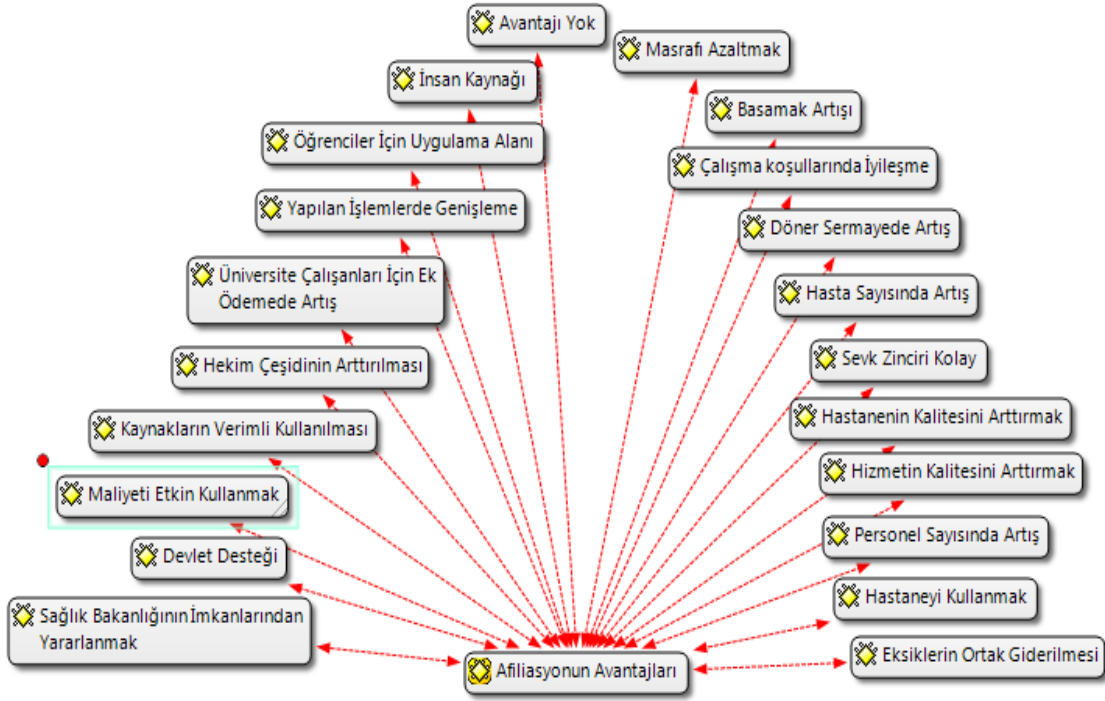 Avantajı Yok
Masrafı Azaltmak
İnsan Kaynağı
Basamak Artışı
Öğrenciler İçin Uygulama Alanı
Çalışma koşullarında İyileşme
Yapılan İşlemlerde Genişleme
Döner Sermayede Artış
Üniversite Çalışanları İçin Ek
Ödemede Artış
Hasta Sayısında Artış
Hekim Çeşidinin Arttırılması
Sevk Zinciri Kolay
Kaynakların Verimli Kullanılması
Hastanenin Kalitesini Arttırmak
Maliyeti Etkin Kullanmak
Hizmetin Kalitesini Arttırmak
Devlet Desteği
Personel Sayısında Artış
Sağlık Bakanlığının İmkanlarından
Yararlanmak
Hastaneyi Kullanmak
Afiliasyonun Avantajları
Eksiklerin Ortak Giderilmesi